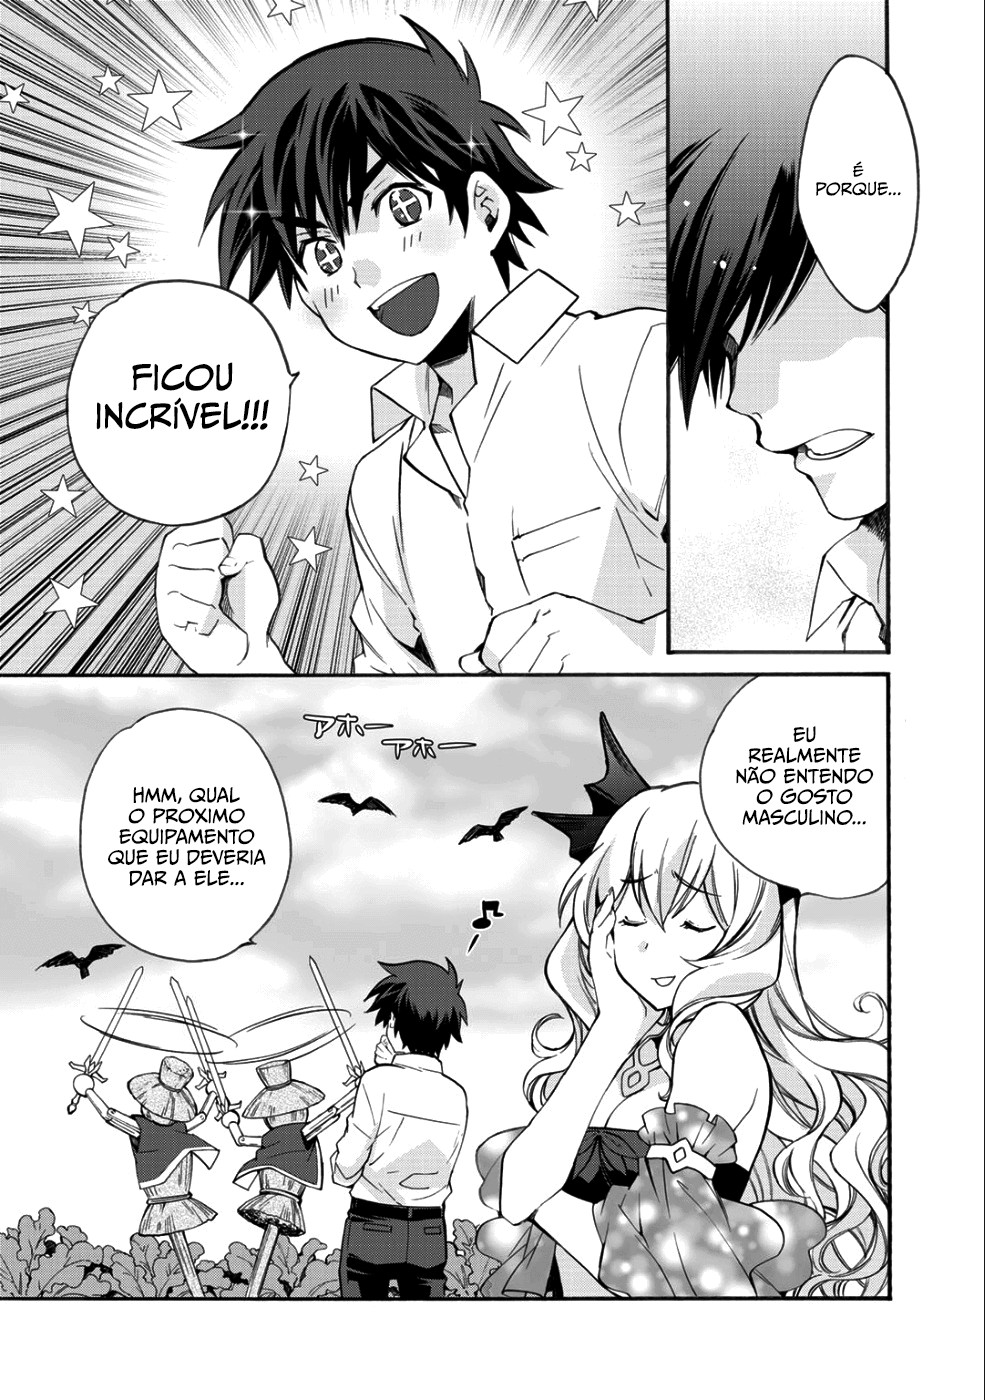 É
PORQUE...
FICOU
INCRÍVEL!!!
EU
REALMENTE
NÃO ENTENDO
O GOSTO
MASCULINO...
アホー
アホー
HMM, QUAL
O PROXIMO
EQUIPAMENTO
QUE EU DEVERIA
DAR A ELE...